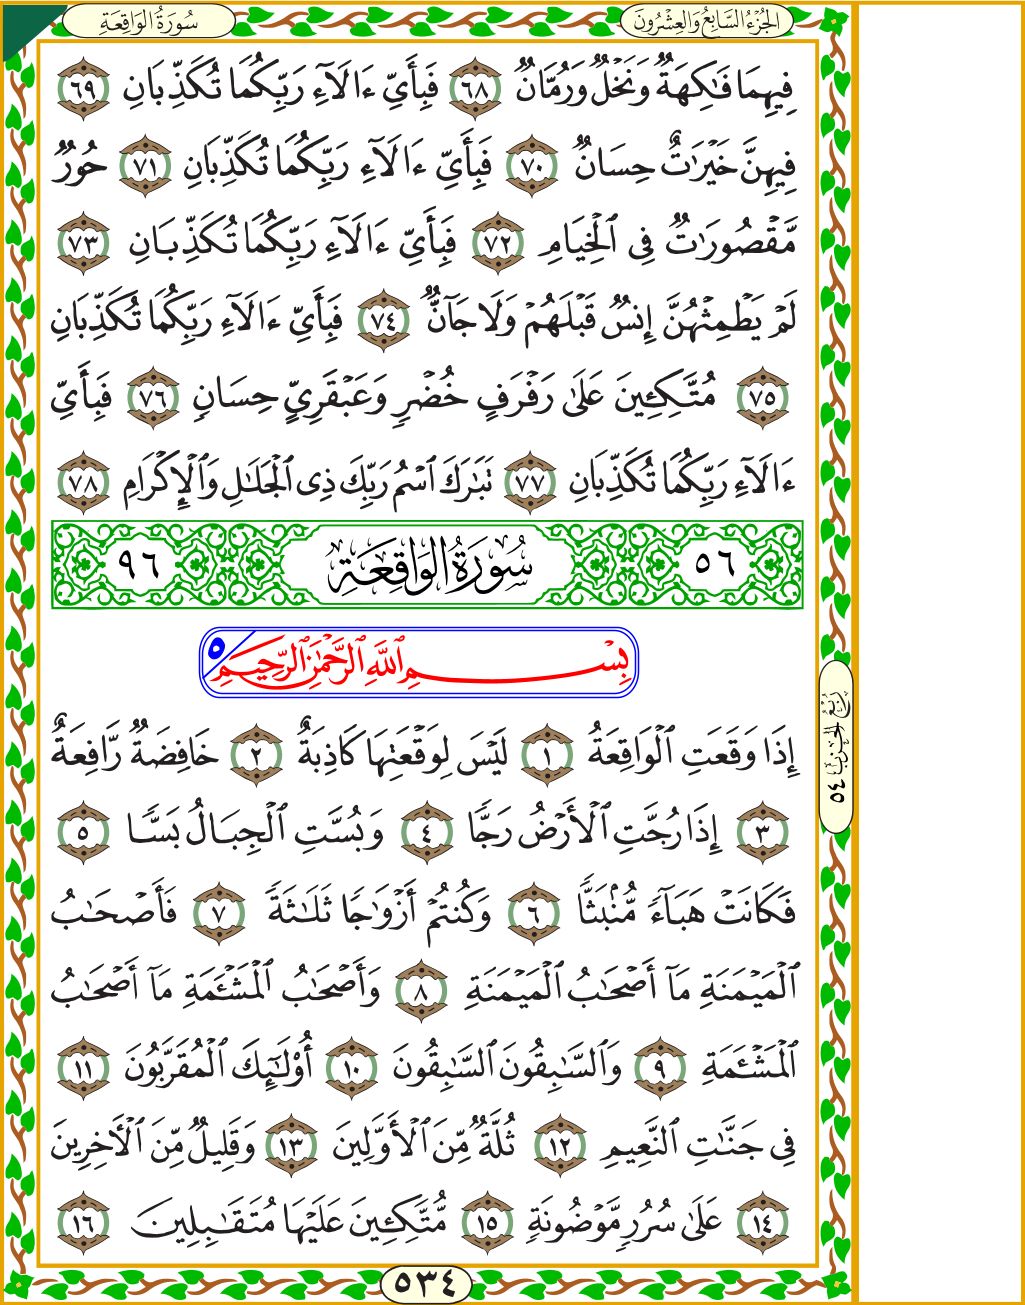 سُورَةُ الوَاقِعَةِ
الجُزْءُ السَّابِعُ وَالعِشْرُونَ
فِيهِمَا فَٰكِهَةٌ وَنَخْلٌ وَرُمَّانٌ ٦٨ فَبِأَىِّ ءَالَآءِ رَبِّكُمَا تُكَذِّبَانِ ٦٩
فِيهِنَّ خَيْرَٰتٌ حِسَانٌ ٧٠ فَبِأَىِّ ءَالَآءِ رَبِّكُمَا تُكَذِّبَانِ ٧١ حُورٌ
مَّقْصُورَٰتٌ فِى ٱلْخِيَامِ ٧٢ فَبِأَىِّ ءَالَآءِ رَبِّكُمَا تُكَذِّبَانِ ٧٣
لَمْ يَطْمِثْهُنَّ إِنسٌ قَبْلَهُمْ وَلَا جَآنٌّ ٧٤ فَبِأَىِّ ءَالَآءِ رَبِّكُمَا تُكَذِّبَانِ
٧٥ مُتَّكِـِٔينَ عَلَىٰ رَفْرَفٍ خُضْرٍ وَعَبْقَرِىٍّ حِسَانٍ ٧٦ فَبِأَىِّ
ءَالَآءِ رَبِّكُمَا تُكَذِّبَانِ ٧٧ تَبَٰرَكَ ٱسْمُ رَبِّكَ ذِى ٱلْجَلَٰلِ وَٱلْإِكْرَامِ ٧٨
٥٦ سُورَةُ الوَاقِعَةِ ٩٦
بِسْمِ ٱللَّهِ ٱلرَّحْمَٰنِ ٱلرَّحِيمِ ٥
إِذَا وَقَعَتِ ٱلْوَاقِعَةُ ١ لَيْسَ لِوَقْعَتِهَا كَاذِبَةٌ ٢ خَافِضَةٌ رَّافِعَةٌ
٣ إِذَا رُجَّتِ ٱلْأَرْضُ رَجًّا ٤ وَبُسَّتِ ٱلْجِبَالُ بَسًّا ٥
فَكَانَتْ هَبَآءً مُّنۢبَثًّا ٦ وَكُنتُمْ أَزْوَٰجًا ثَلَٰثَةً ٧ فَأَصْحَٰبُ
ٱلْمَيْمَنَةِ مَآ أَصْحَٰبُ ٱلْمَيْمَنَةِ ٨ وَأَصْحَٰبُ ٱلْمَشْـَٔمَةِ مَآ أَصْحَٰبُ
ٱلْمَشْـَٔمَةِ ٩ وَٱلسَّٰبِقُونَ ٱلسَّٰبِقُونَ ١٠ أُو۟لَٰٓئِكَ ٱلْمُقَرَّبُونَ ١١
فِى جَنَّٰتِ ٱلنَّعِيمِ ١٢ ثُلَّةٌ مِّنَ ٱلْأَوَّلِينَ ١٣ وَقَلِيلٌ مِّنَ ٱلْءَاخِرِينَ
١٤ عَلَىٰ سُرُرٍ مَّوْضُونَةٍ ١٥ مُّتَّكِـِٔينَ عَلَيْهَا مُتَقَٰبِلِينَ ١٦
رُبْعُ الحِزْبِ ٥٤
٥٣٤